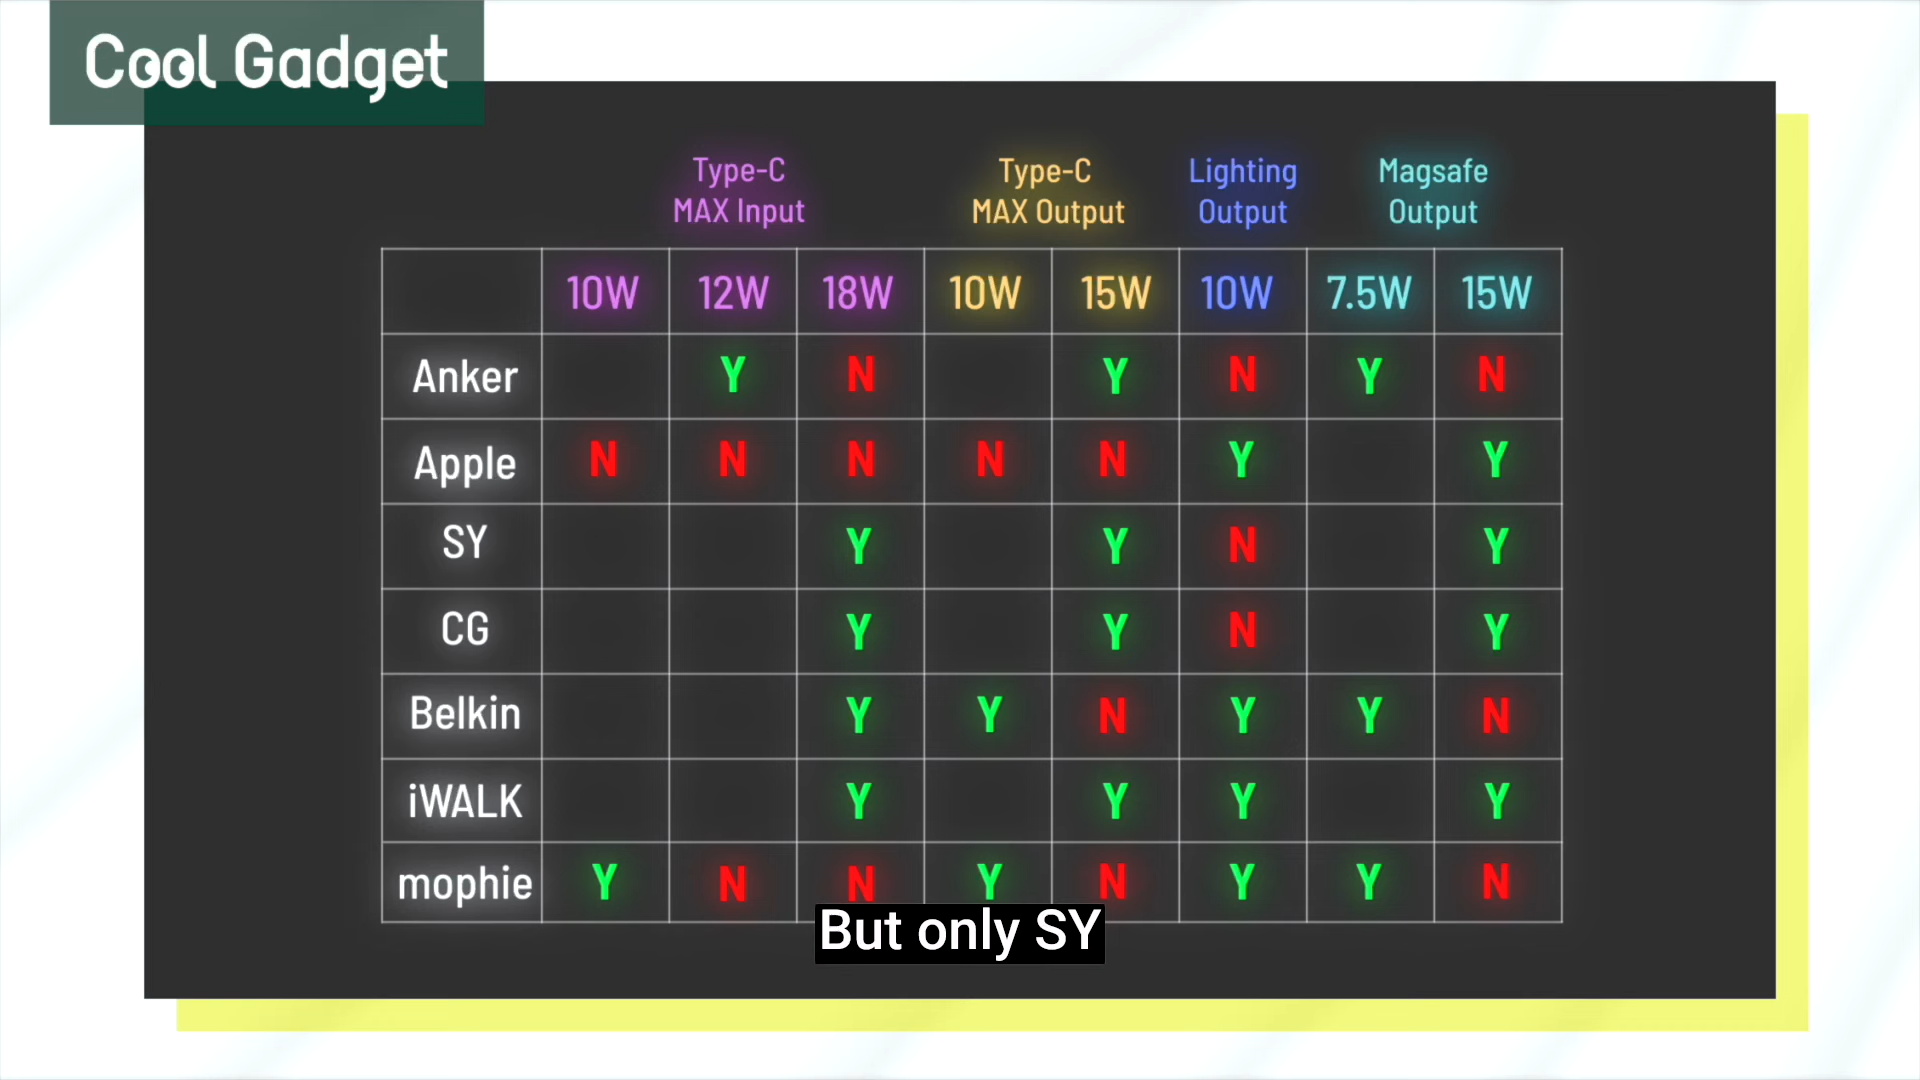 Cool Gadget
Type-C
MAX Input
Type-C
MAX Output
Lighting
Output
Magsafe
Output
10W 12W 18W 10W 15W 10W 7.5W 15W
Anker Y N Y N Y N
Apple N N N N N Y Y
SY Y Y N Y
CG Y Y N Y
Belkin Y Y N Y Y N
iWALK Y Y Y Y
mophie Y N N Y N Y Y N
But only SY